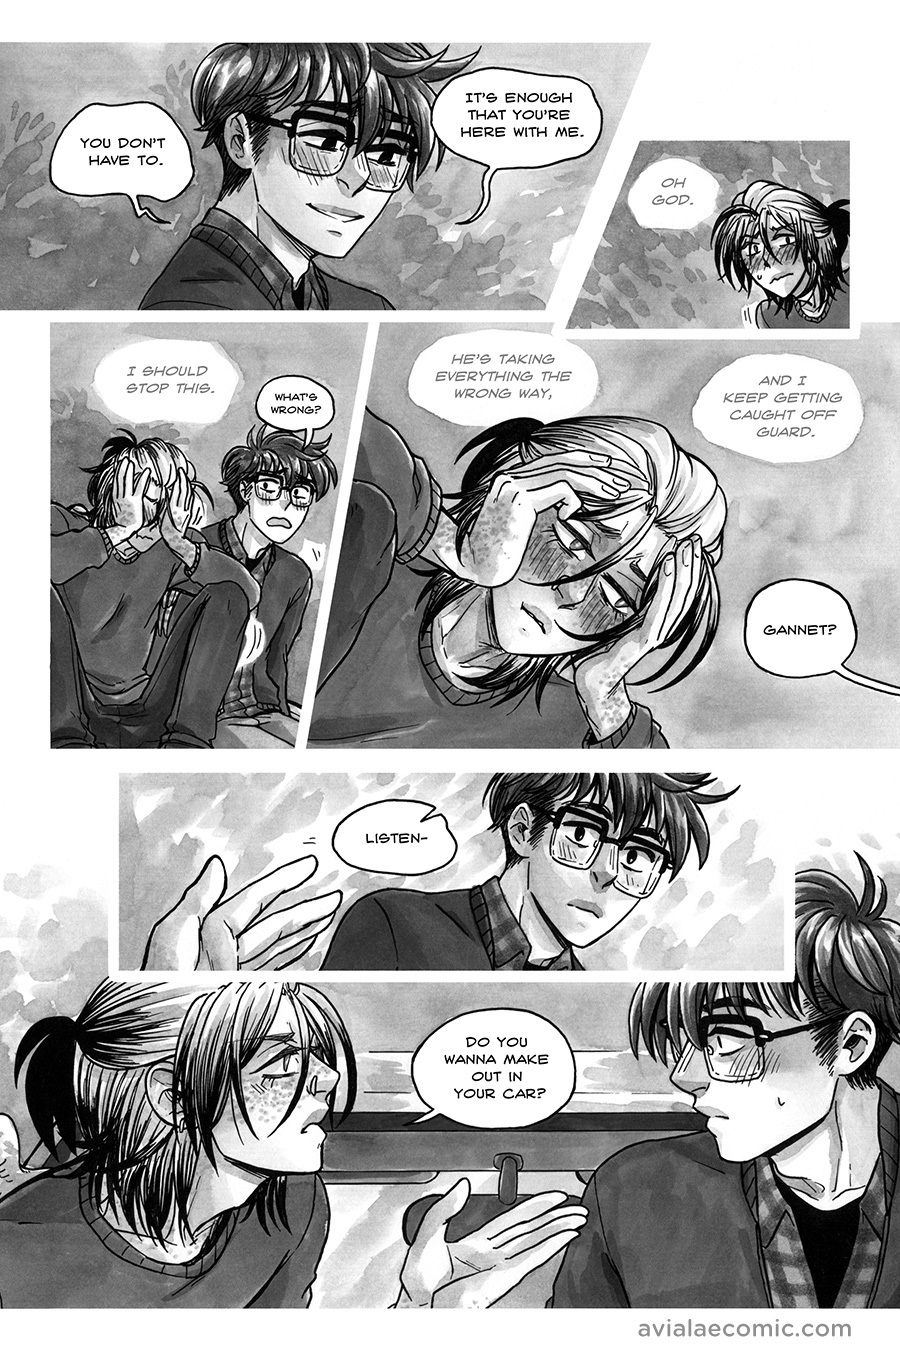 YOU DON'T
HAVE TO.
IT'S ENOUGH
THAT YOU'RE
HERE WITH ME.
OH
GOD.
I SHOULD
STOP THIS.
WHAT'S
WRONG?
HE'S TAKING
EVERYTHING THE
WRONG WAY,
AND I
KEEP GETTING
CAUGHT OFF
GUARD.
GANNET?
LISTEN-
DO YOU
WANNA MAKE
OUT IN
YOUR CAR?
avialaecomic.com